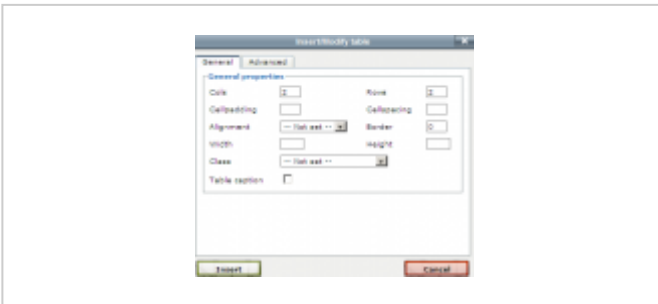 Insert/Modify table
General Advanced
General properties
Cols 2 Rows 2
Cellpadding Cellspacing
Alignment -- Not set -- Border 0
Width Height
Class -- Not set --
Table caption
Insert Cancel